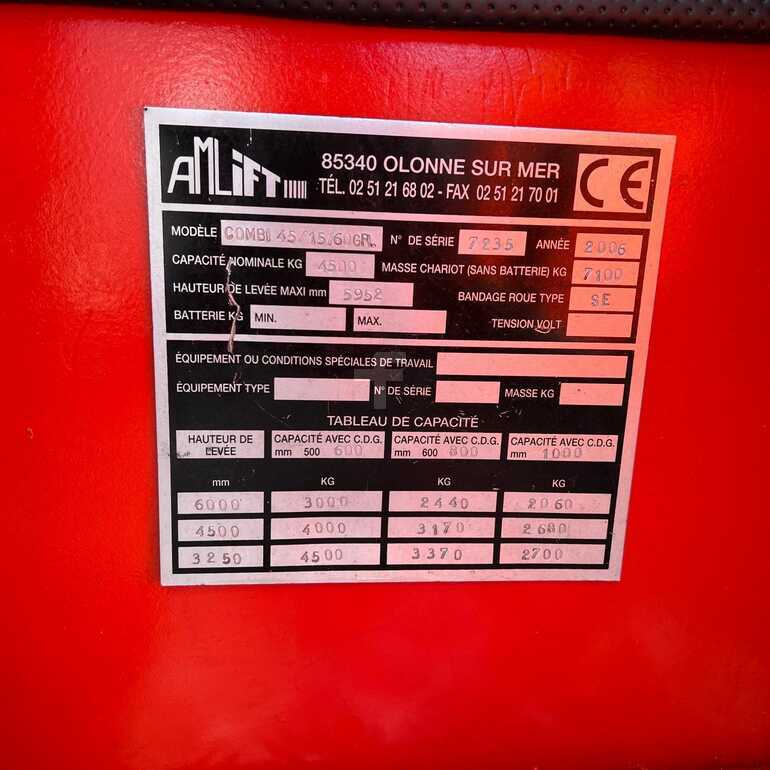 AMLIFT
85340 OLONNE SUR MER
TÉL. 02 51 21 68 02 - FAX 02 51 21 70 01
CE
MODÈLE COMBI 45/15/60GPL N° DE SÉRIE 7235 ANNÉE 2006
CAPACITÉ NOMINALE KG 4500 MASSE CHARIOT (SANS BATTERIE) KG 7100
HAUTEUR DE LEVÉE MAXI mm 5952 BANDAGE ROUE TYPE SE
BATTERIE KG MIN. MAX. TENSION VOLT
ÉQUIPEMENT OU CONDITIONS SPÉCIALES DE TRAVAIL
ÉQUIPEMENT TYPE N° DE SÉRIE MASSE KG
TABLEAU DE CAPACITÉ
HAUTEUR DE LEVÉE CAPACITÉ AVEC C.D.G. mm 500 600 CAPACITÉ AVEC C.D.G. mm 600 800 CAPACITÉ AVEC C.D.G. mm 1000
mm KG KG KG
6000 3000 2440 2060
4500 4000 3170 2680
3250 4500 3370 2700